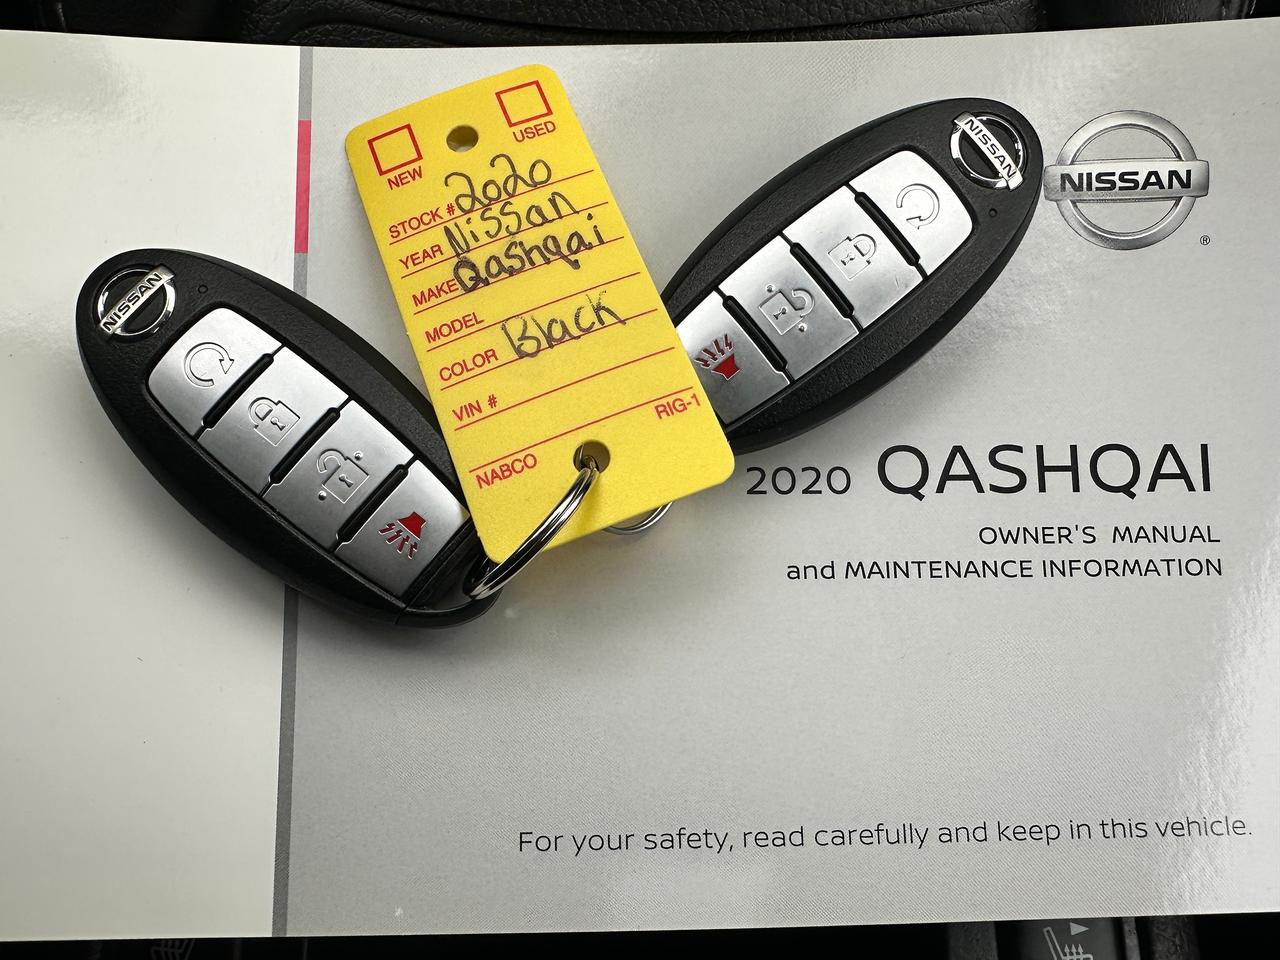 NEW
USED
STOCK # 2020
YEAR Nissan
MAKE Qashqai
MODEL
COLOR Black
VIN #
RIG-1
NABCO
NISSAN
NISSAN
NISSAN
®
2020 QASHQAI
OWNER'S MANUAL
and MAINTENANCE INFORMATION
For your safety, read carefully and keep in this vehicle.